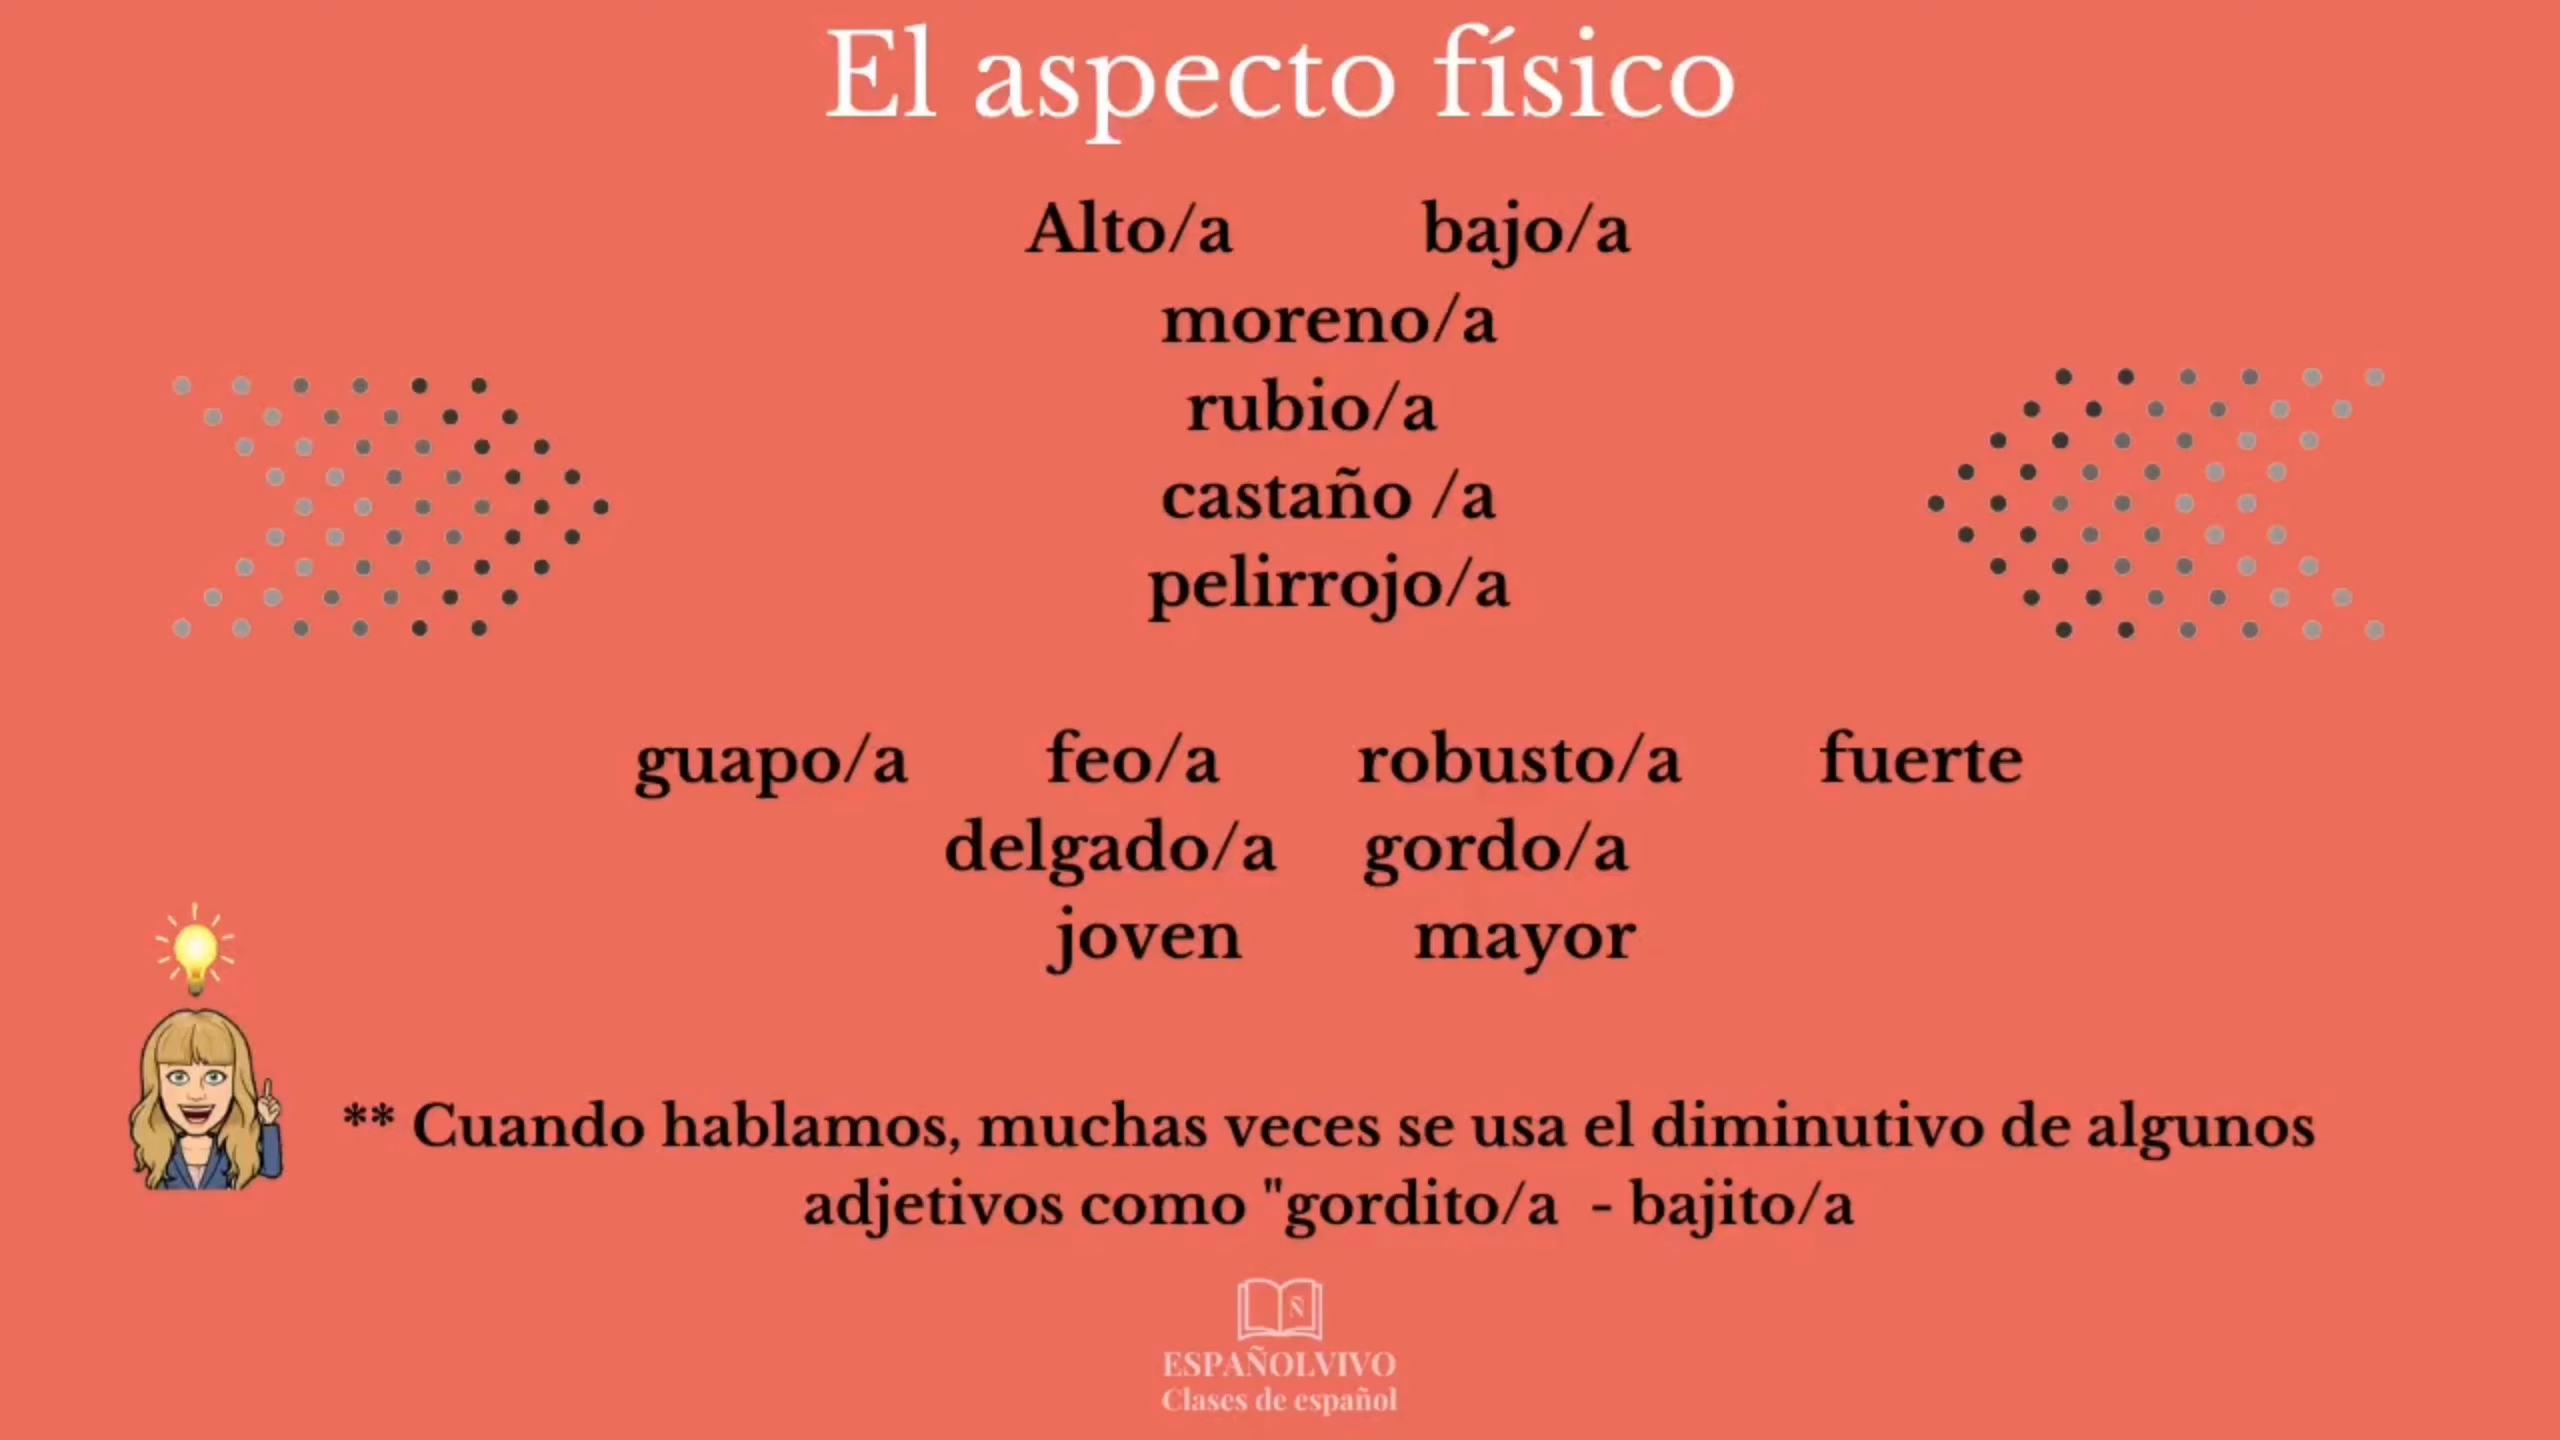 El aspecto físico
Alto/a bajo/a
moreno/a
rubio/a
castaño /a
pelirrojo/a
guapo/a feo/a robusto/a fuerte
delgado/a gordo/a
joven mayor
** Cuando hablamos, muchas veces se usa el diminutivo de algunos
adjetivos como "gordito/a - bajito/a
Ñ
ESPAÑOLVIVO
Clases de español